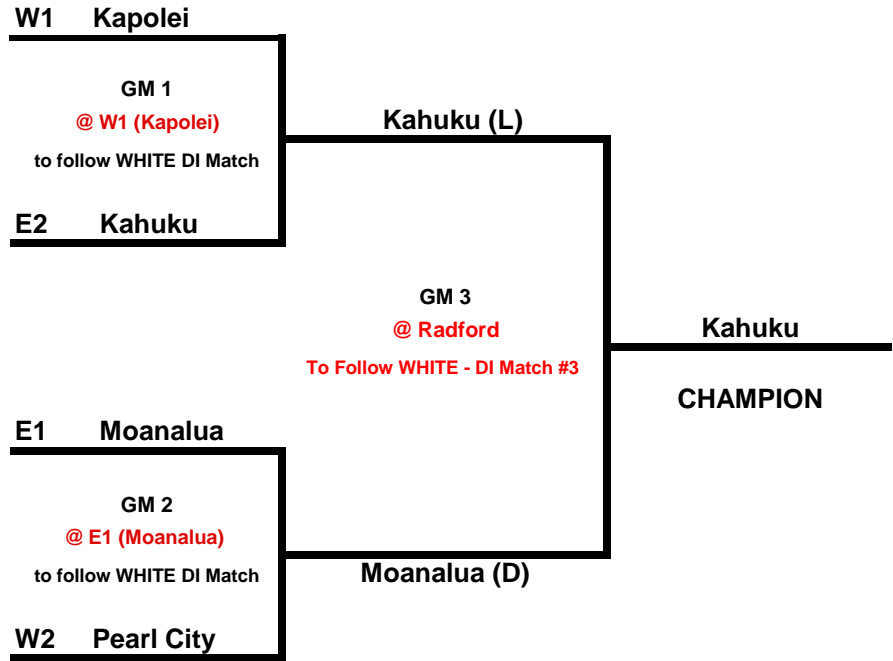 W1 Kapolei
GM 1
@ W1 (Kapolei)
to follow WHITE DI Match
E2 Kahuku
Kahuku (L)
GM 3
@ Radford
To Follow WHITE - DI Match #3
Kahuku
CHAMPION
E1 Moanalua
GM 2
@ E1 (Moanalua)
to follow WHITE DI Match
W2 Pearl City
Moanalua (D)